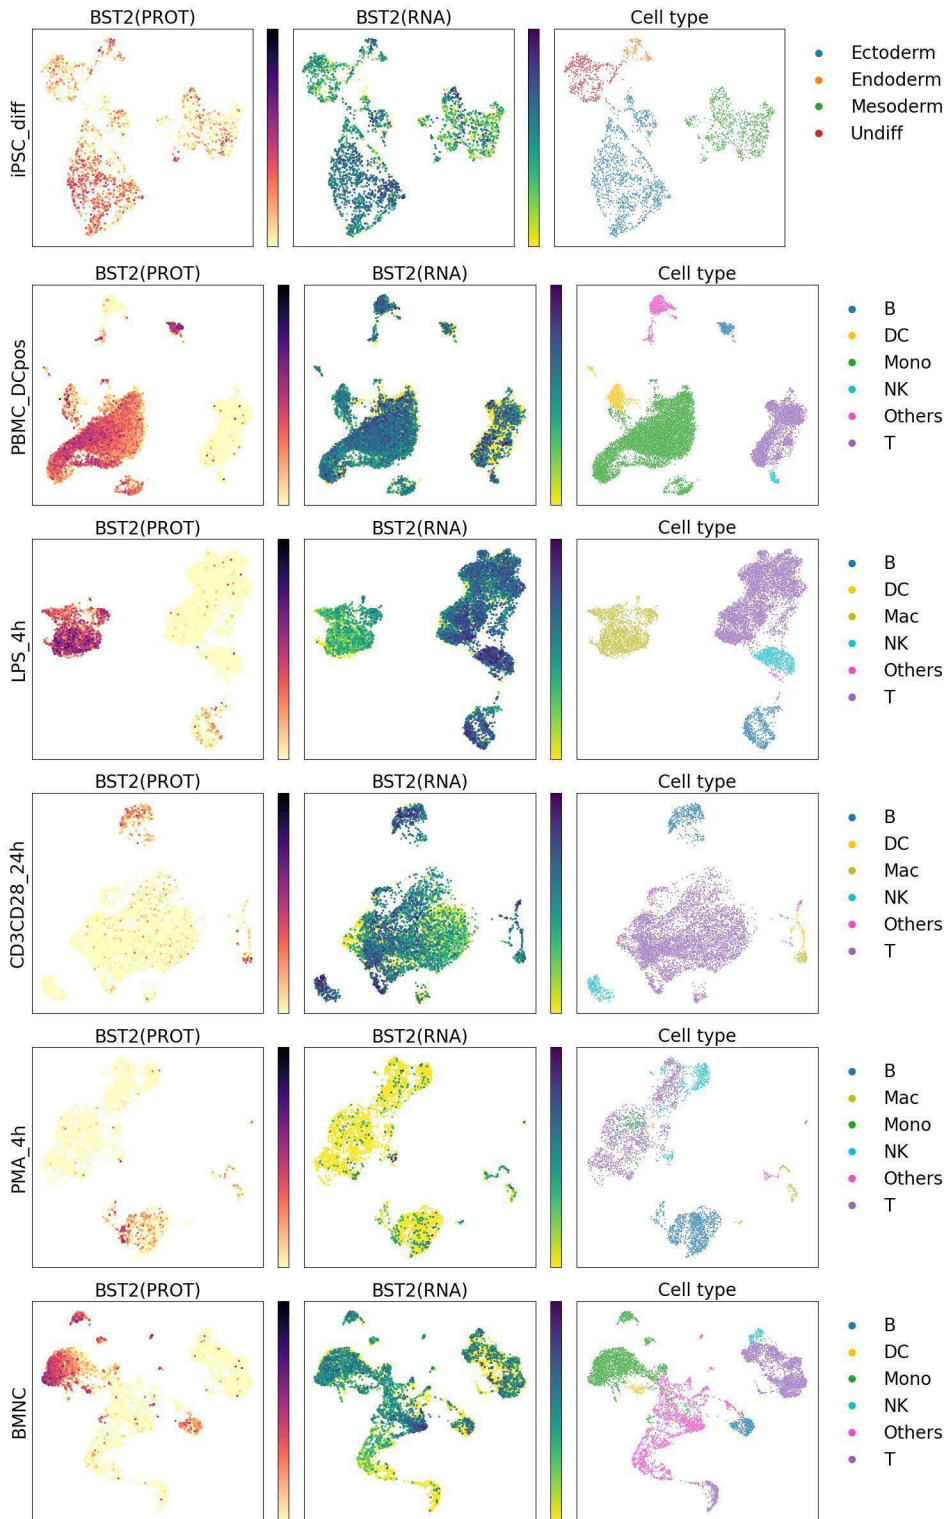 BST2(PROT) BST2(RNA) Cell type
iPSC_diff
Ectoderm
Endoderm
Mesoderm
Undiff
BST2(PROT) BST2(RNA) Cell type
PBMC_DCpos
B
DC
Mono
NK
Others
T
BST2(PROT) BST2(RNA) Cell type
LPS_4h
B
DC
Mac
NK
Others
T
BST2(PROT) BST2(RNA) Cell type
CD3CD28_24h
B
DC
Mac
NK
Others
T
BST2(PROT) BST2(RNA) Cell type
PMA_4h
B
Mac
Mono
NK
Others
T
BST2(PROT) BST2(RNA) Cell type
BMNC
B
DC
Mono
NK
Others
T